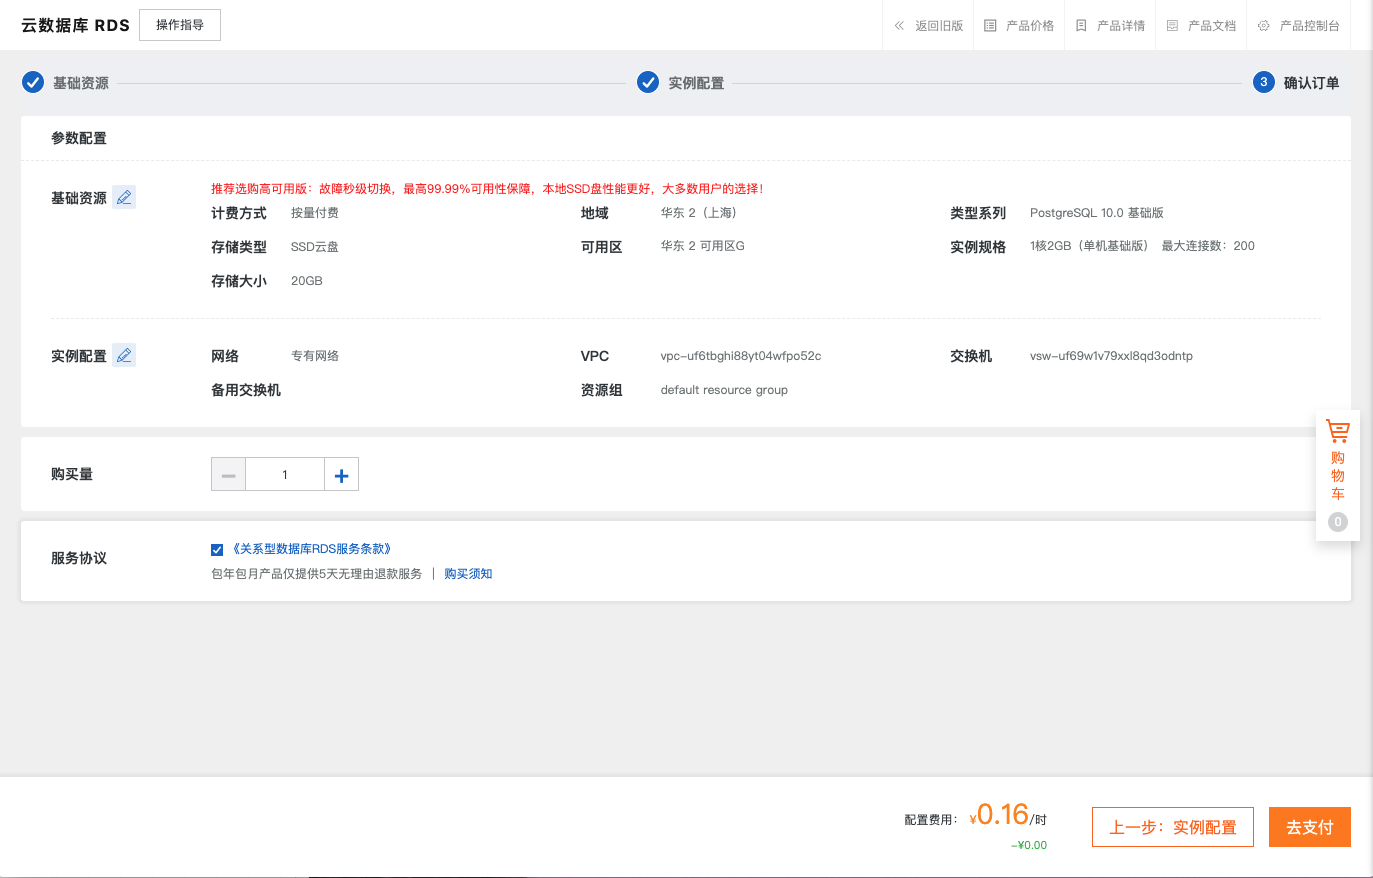 云数据库 RDS 操作指导 返回旧版 产品价格 产品详情 产品文档 产品控制台
基础资源 实例配置 3 确认订单
参数配置
推荐选购高可用版：故障秒级切换，最高99.99%可用性保障，本地SSD盘性能更好，大多数用户的选择！
基础资源 计费方式 按量付费 地域 华东 2（上海） 类型系列 PostgreSQL 10.0 基础版
存储类型 SSD云盘 可用区 华东 2 可用区G 实例规格 1核2GB（单机基础版） 最大连接数：200
存储大小 20GB
实例配置 网络 专有网络 VPC vpc-uf6tbghi88yt04wfpo52c 交换机 vsw-uf69w1v79xxl8qd3odntp
备用交换机 资源组 default resource group
购物车
0
购买量 1
服务协议 《关系型数据库RDS服务条款》
包年包月产品仅提供5天无理由退款服务 | 购买须知
配置费用： ¥0.16/时 上一步：实例配置 去支付
-¥0.00